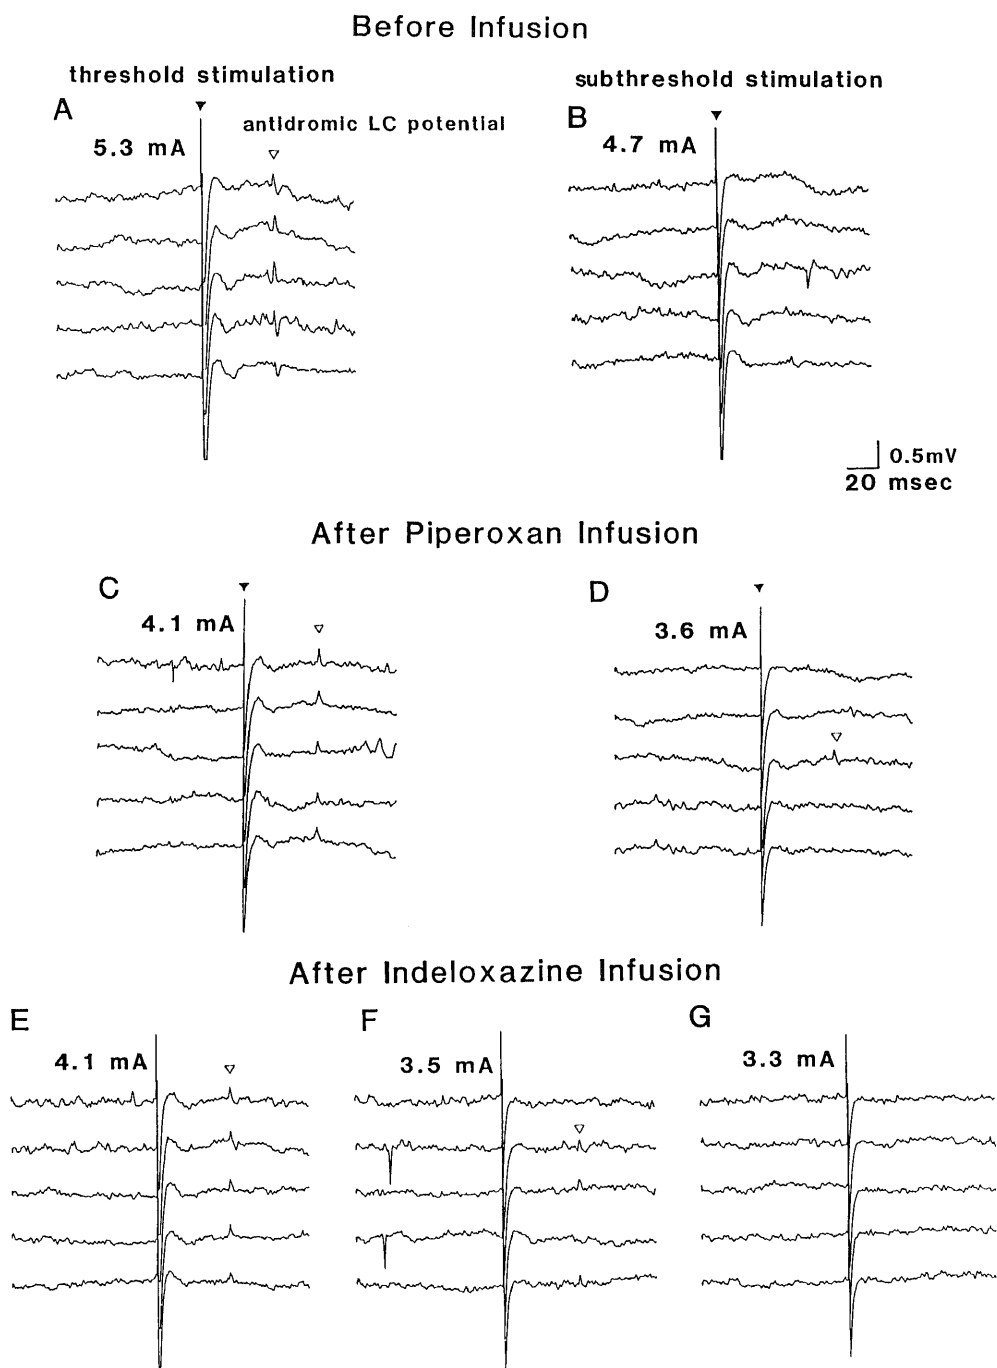 Before Infusion
threshold stimulation
subthreshold stimulation
A
antidromic LC potential
B
5.3 mA
4.7 mA
0.5mV
20 msec
After Piperoxan Infusion
C
D
4.1 mA
3.6 mA
After Indeloxazine Infusion
E
F
G
4.1 mA
3.5 mA
3.3 mA